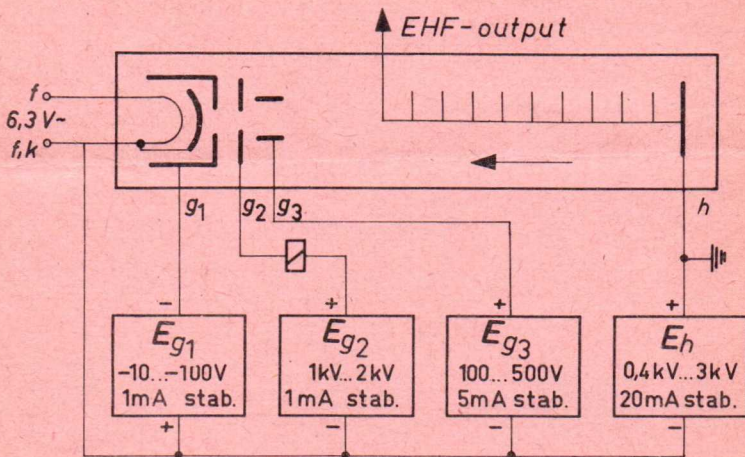 EHF-output
f
6,3 V~
f,k
g1
g2
g3
h
-
+
+
+
Eg1
-10...-100V
1mA stab.
Eg2
1kV...2kV
1mA stab.
Eg3
100...500V
5mA stab.
Eh
0,4kV...3kV
20mA stab.
+
-
-
-